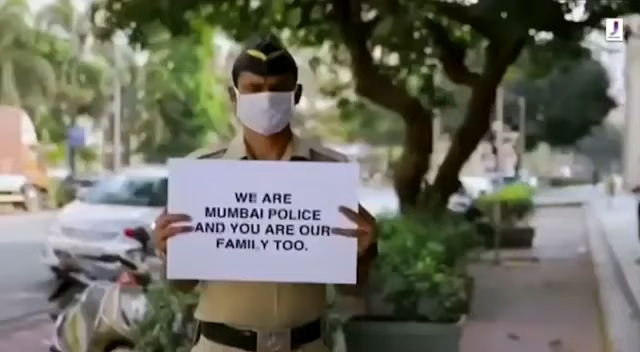 WE ARE
MUMBAI POLICE
AND YOU ARE OUR
FAMILY TOO.